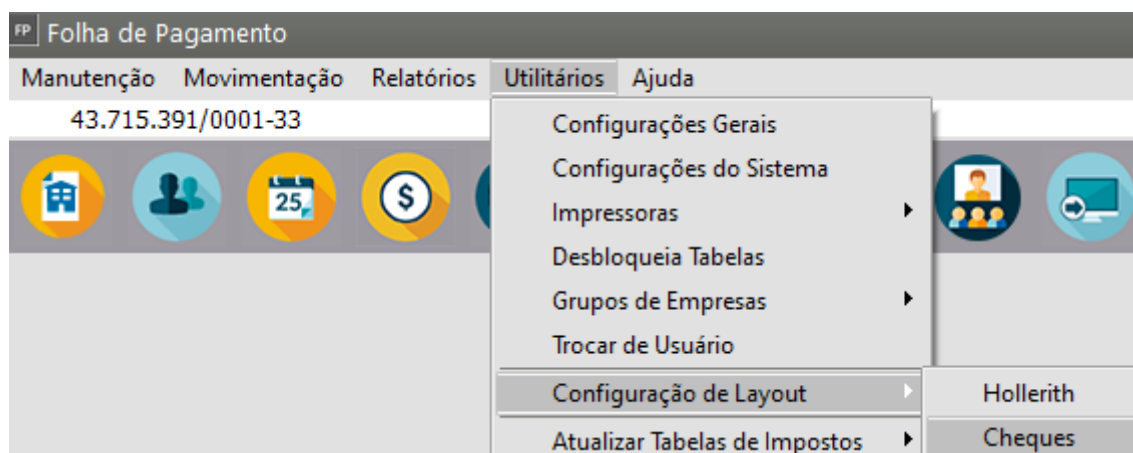 FP Folha de Pagamento
Manutenção Movimentação Relatórios Utilitários Ajuda
43.715.391/0001-33
Configurações Gerais
Configurações do Sistema
25
$
Impressoras
Desbloqueia Tabelas
Grupos de Empresas
Trocar de Usuário
Configuração de Layout Hollerith
Atualizar Tabelas de Impostos Cheques